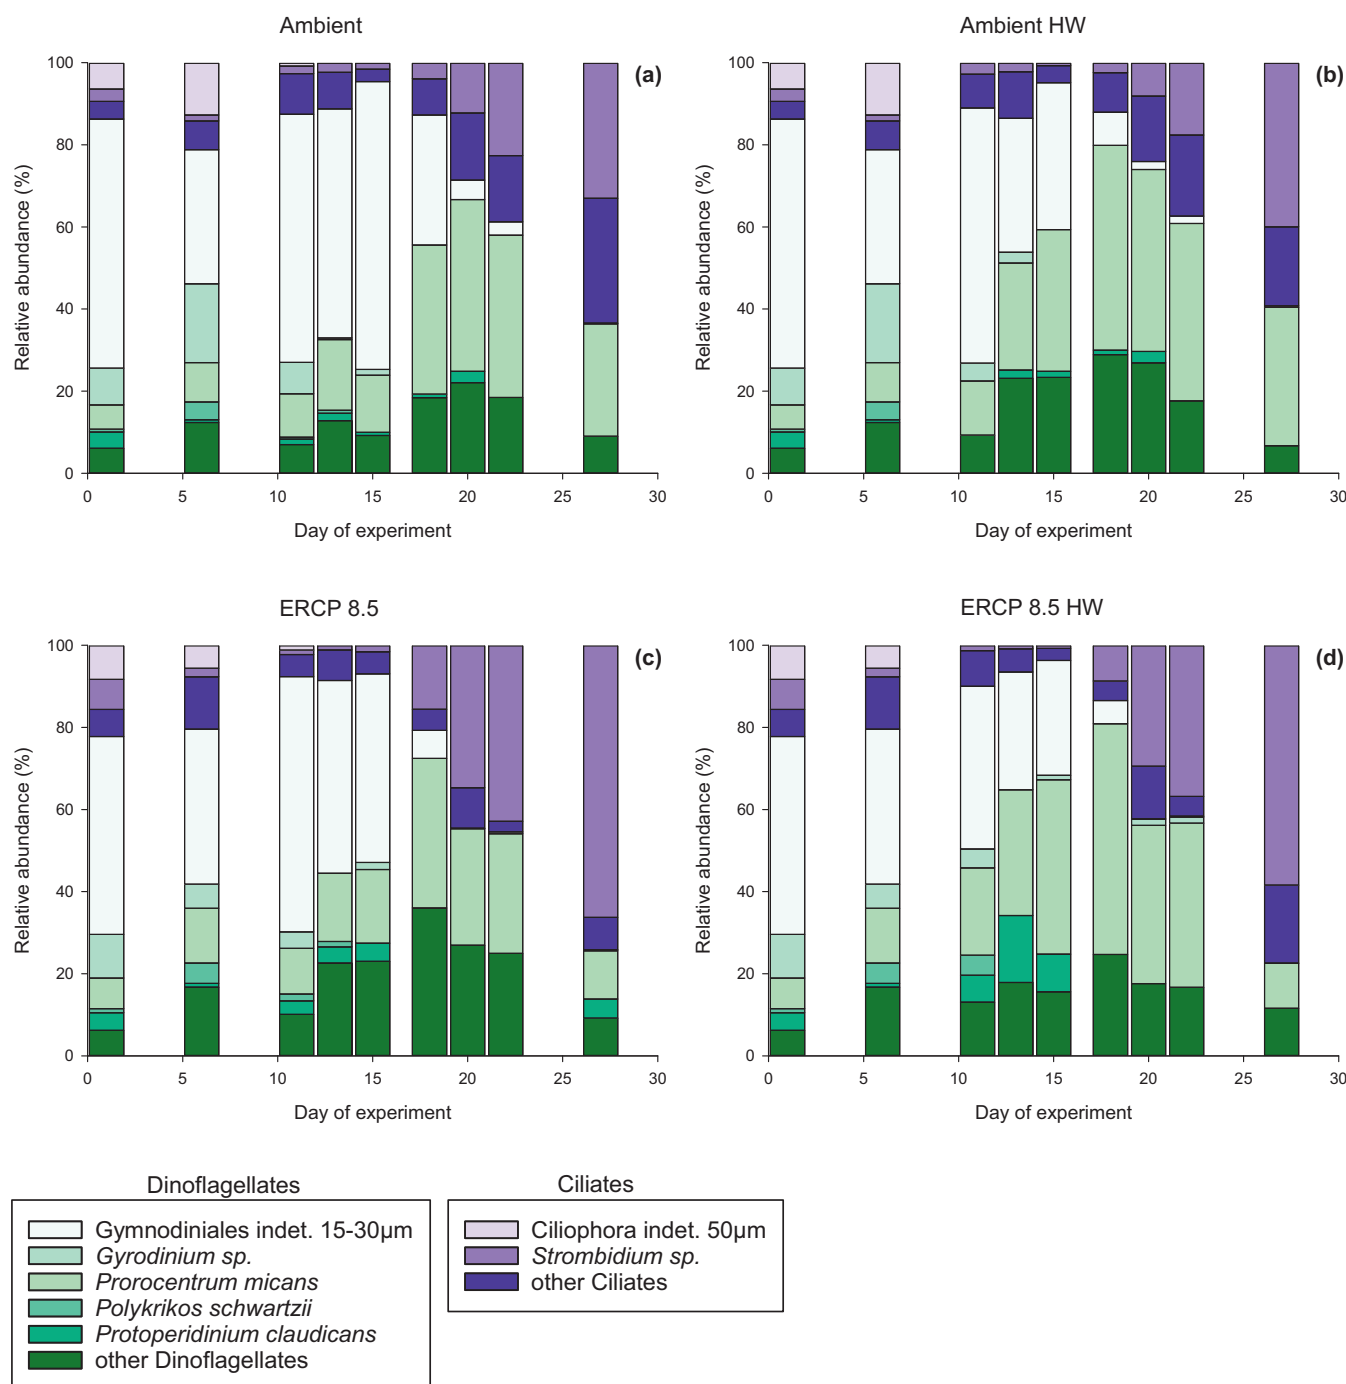 Ambient
Ambient HW
100
80
60
40
20
0
Relative abundance (%)
(a)
0 5 10 15 20 25 30
Day of experiment
100
80
60
40
20
0
Relative abundance (%)
(b)
0 5 10 15 20 25 30
Day of experiment
ERCP 8.5
ERCP 8.5 HW
100
80
60
40
20
0
Relative abundance (%)
(c)
0 5 10 15 20 25 30
Day of experiment
100
80
60
40
20
0
Relative abundance (%)
(d)
0 5 10 15 20 25 30
Day of experiment
Dinoflagellates
Gymnodiniales indet. 15-30µm
Gyrodinium sp.
Prorocentrum micans
Polykrikos schwartzii
Protoperidinium claudicans
other Dinoflagellates
Ciliates
Ciliophora indet. 50µm
Strombidium sp.
other Ciliates